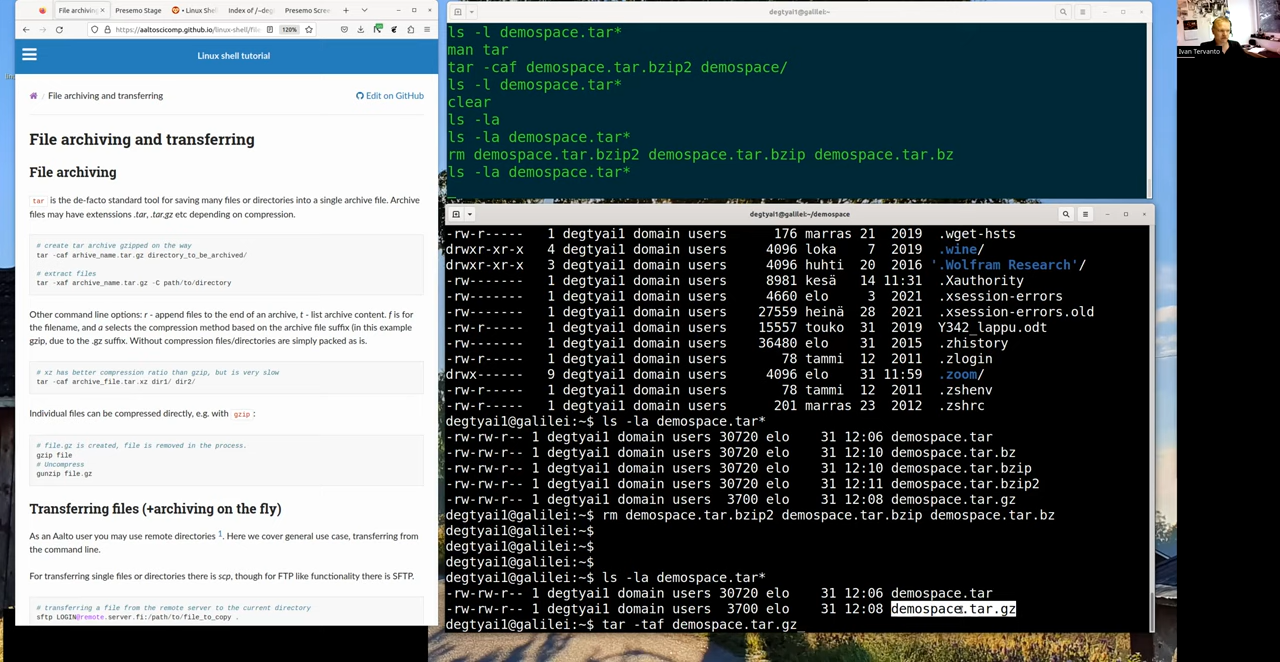 File archiving
Presemo Stage
Linux Shel
Index of /~deg
Presemo Scree
https://aaltoscicomp.github.io/linux-shell/file
120%
Linux shell tutorial
/ File archiving and transferring
Edit on GitHub
File archiving and transferring
File archiving
tar is the de-facto standard tool for saving many files or directories into a single archive file. Archive
files may have extensions .tar, .tar.gz etc depending on compression.
# create tar archive gzipped on the way
tar -caf arhive_name.tar.gz directory_to_be_archived/
# extract files
tar -xaf archive_name.tar.gz -C path/to/directory
Other command line options: r - append files to the end of an archive, t - list archive content. f is for
the filename, and a selects the compression method based on the archive file suffix (in this example
gzip, due to the .gz suffix. Without compression files/directories are simply packed as is.
# xz has better compression ratio than gzip, but is very slow
tar -caf archive_file.tar.xz dir1/ dir2/
Individual files can be compressed directly, e.g. with gzip :
# file.gz is created, file is removed in the process.
gzip file
# Uncompress
gunzip file.gz
Transferring files (+archiving on the fly)
As an Aalto user you may use remote directories 1. Here we cover general use case, transferring from
the command line.
For transferring single files or directories there is scp, though for FTP like functionality there is SFTP.
# transferring a file from the remote server to the current directory
sftp LOGIN@remote.server.fi:/path/to/file_to_copy .
degtyai1@galilei:~
ls -l demospace.tar*
man tar
tar -caf demospace.tar.bzip2 demospace/
ls -l demospace.tar*
clear
ls -la
ls -la demospace.tar*
rm demospace.tar.bzip2 demospace.tar.bzip demospace.tar.bz
ls -la demospace.tar*
degtyai1@galilei:~/demospace
-rw-r----- 1 degtyai1 domain users 176 marras 21 2019 .wget-hsts
drwxr-xr-x 4 degtyai1 domain users 4096 loka 7 2019 .wine/
drwxr-xr-x 3 degtyai1 domain users 4096 huhti 20 2016 '.Wolfram Research'/
-rw------- 1 degtyai1 domain users 8981 kesä 14 11:31 .Xauthority
-rw------- 1 degtyai1 domain users 4660 elo 3 2021 .xsession-errors
-rw------- 1 degtyai1 domain users 27559 heinä 28 2021 .xsession-errors.old
-rw-r----- 1 degtyai1 domain users 15557 touko 31 2019 Y342_lappu.odt
-rw------- 1 degtyai1 domain users 36480 elo 31 2015 .zhistory
-rw-r----- 1 degtyai1 domain users 78 tammi 12 2011 .zlogin
drwx------ 9 degtyai1 domain users 4096 elo 31 11:59 .zoom/
-rw-r----- 1 degtyai1 domain users 78 tammi 12 2011 .zshenv
-rw-r----- 1 degtyai1 domain users 201 marras 23 2012 .zshrc
degtyai1@galilei:~$ ls -la demospace.tar*
-rw-rw-r-- 1 degtyai1 domain users 30720 elo 31 12:06 demospace.tar
-rw-rw-r-- 1 degtyai1 domain users 30720 elo 31 12:10 demospace.tar.bz
-rw-rw-r-- 1 degtyai1 domain users 30720 elo 31 12:10 demospace.tar.bzip
-rw-rw-r-- 1 degtyai1 domain users 30720 elo 31 12:11 demospace.tar.bzip2
-rw-rw-r-- 1 degtyai1 domain users 3700 elo 31 12:08 demospace.tar.gz
degtyai1@galilei:~$ rm demospace.tar.bzip2 demospace.tar.bzip demospace.tar.bz
degtyai1@galilei:~$
degtyai1@galilei:~$
degtyai1@galilei:~$
degtyai1@galilei:~$ ls -la demospace.tar*
-rw-rw-r-- 1 degtyai1 domain users 30720 elo 31 12:06 demospace.tar
-rw-rw-r-- 1 degtyai1 domain users 3700 elo 31 12:08 demospace.tar.gz
degtyai1@galilei:~$ tar -taf demospace.tar.gz
Ivan Tervanto